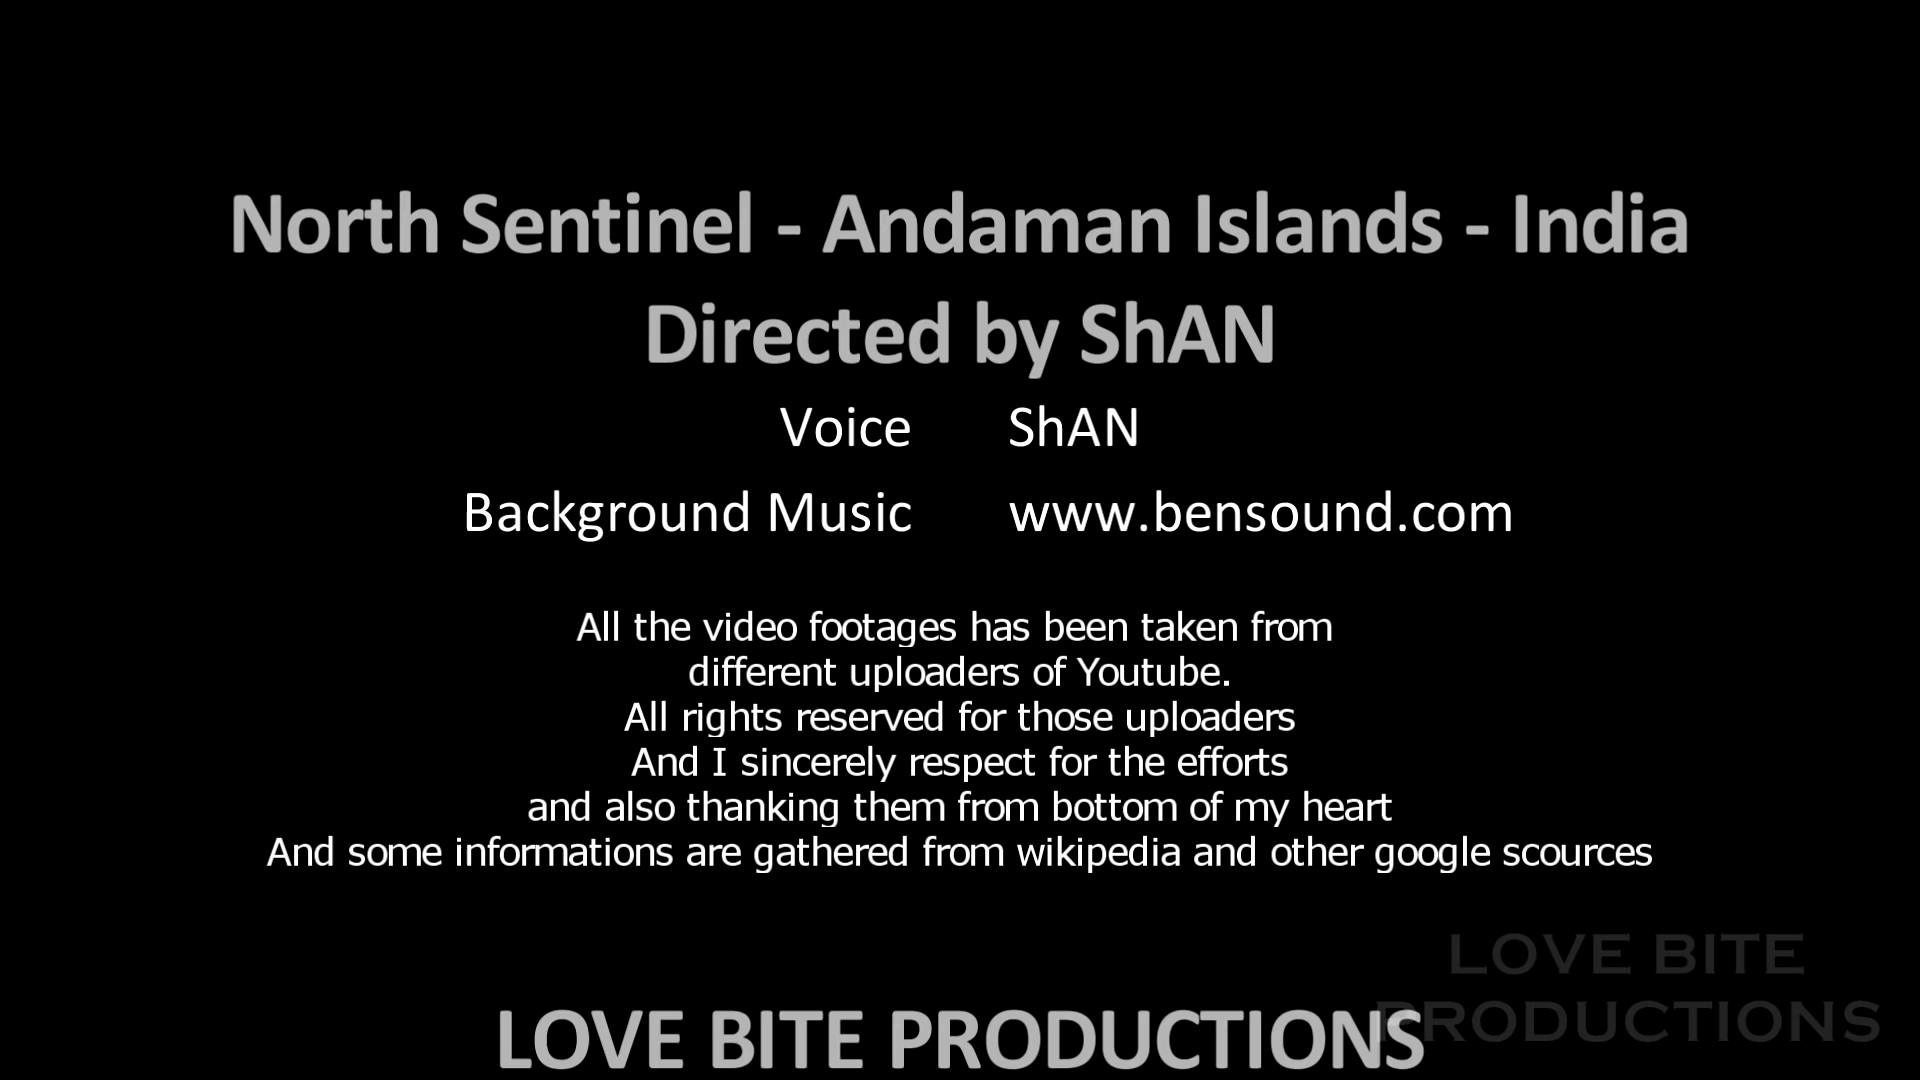 North Sentinel - Andaman Islands - India
Directed by ShAN
Voice ShAN
Background Music www.bensound.com
All the video footages has been taken from
different uploaders of Youtube.
All rights reserved for those uploaders
And I sincerely respect for the efforts
and also thanking them from bottom of my heart
And some informations are gathered from wikipedia and other google scources
LOVE BITE
PRODUCTIONS
LOVE BITE PRODUCTIONS